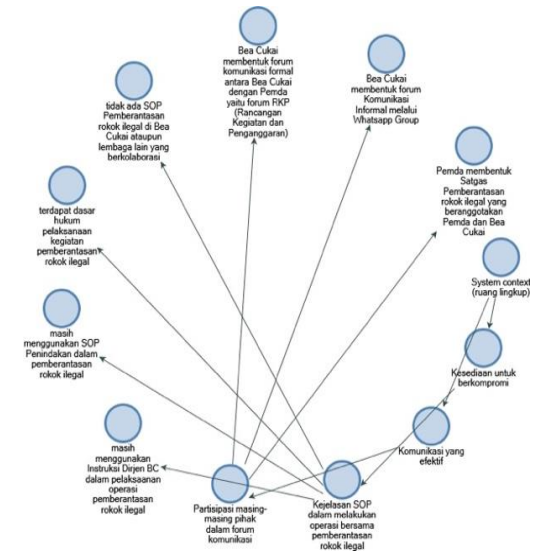 Bea Cukai
membentuk forum
komunikasi formal
antara Bea Cukai
dengan Pemda
yaitu forum RKP
(Rancangan
Kegiatan dan
Penganggaran)
Bea Cukai
membentuk forum
Komunikasi
Informal melalui
Whatsapp Group
tidak ada SOP
Pemberantasan
rokok ilegal di Bea
Cukai ataupun
lembaga lain yang
berkolaborasi
Pemda membentuk
Satgas
Pemberantasan
rokok ilegal yang
beranggotakan
Pemda dan Bea
Cukai
terdapat dasar
hukum
pelaksanaan
kegiatan
pemberantasan
rokok ilegal
System context
(ruang lingkup)
masih
menggunakan SOP
Penindakan dalam
pemberantasan
rokok ilegal
Kesediaan untuk
berkompromi
masih
menggunakan
Instruksi Dirjen BC
dalam pelaksaanan
operasi
pemberantasan
rokok ilegal
Komunikasi yang
efektif
Partisipasi masing-
masing pihak
dalam forum
komunikasi
Kejelasan SOP
dalam melakukan
operasi bersama
pemberantasan
rokok ilegal